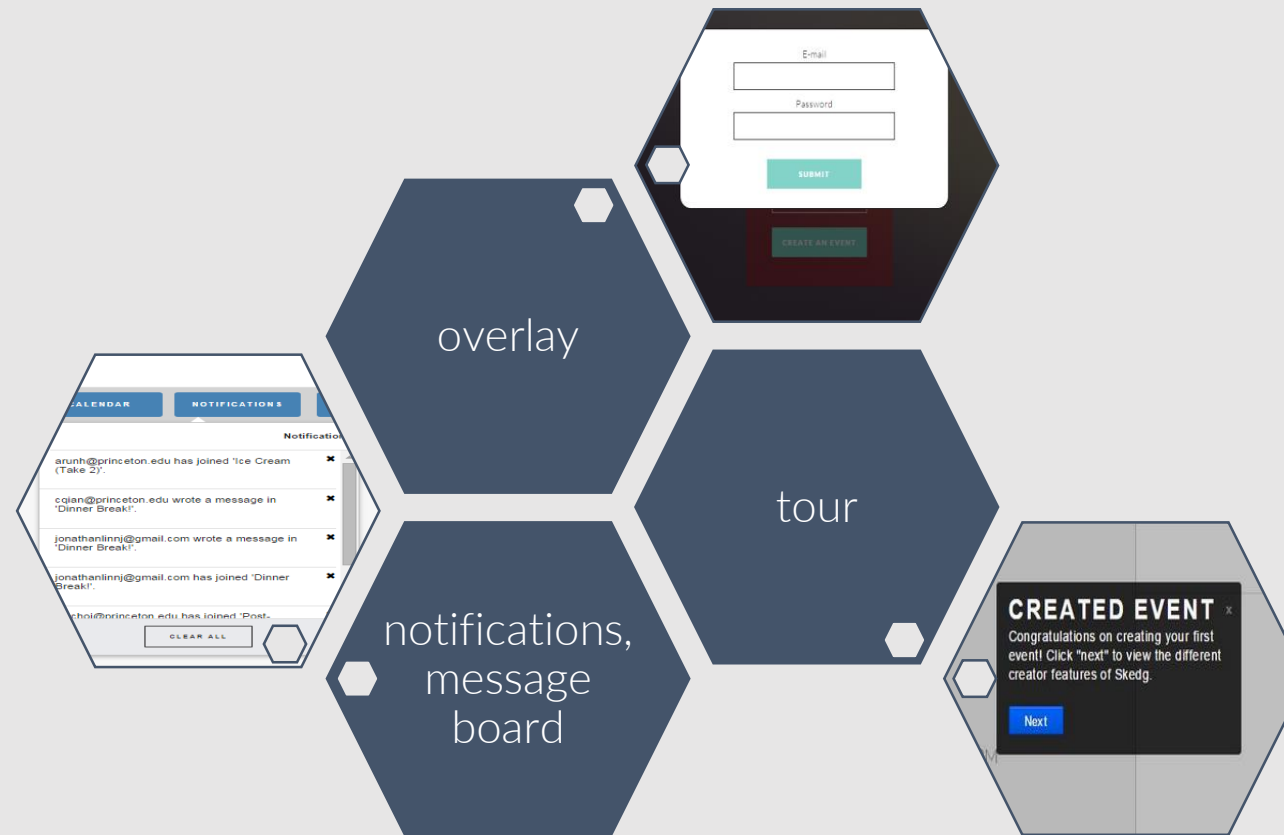 E-mail
Password
SUBMIT
CREATE AN EVENT
overlay
CALENDAR
NOTIFICATIONS
arunh@princeton.edu has joined 'Ice Cream
(Take 2)'.
cqian@princeton.edu wrote a message in
'Dinner Break!'.
jonathanlinnj@gmail.com wrote a message in
'Dinner Break!'.
jonathanlinnj@gmail.com has joined 'Dinner
Break!'.
has joined 'Post-
CLEAR ALL
notifications,
message
board
tour
CREATED EVENT x
Congratulations on creating your first
event! Click "next" to view the different
creator features of Skedg.
Next